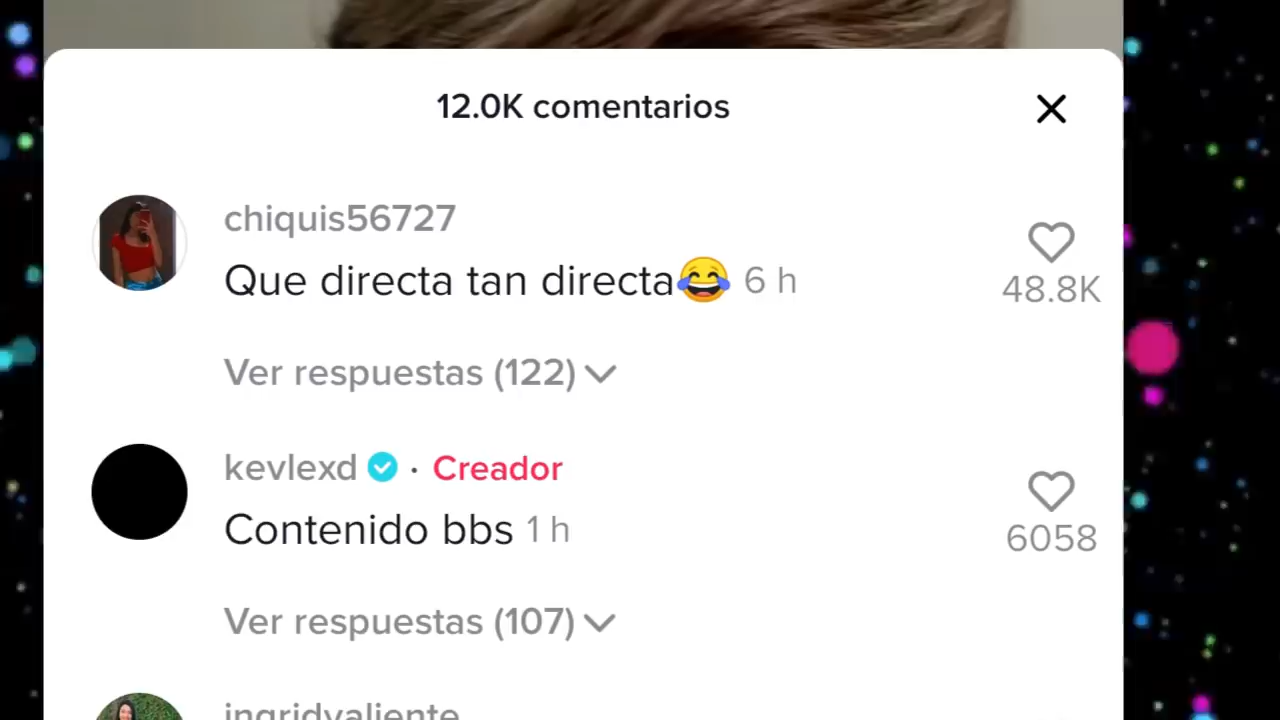 12.0K comentarios
chiquis56727
Que directa tan directa😂 6 h
48.8K
Ver respuestas (122)
kevlexd · Creador
Contenido bbs 1 h
6058
Ver respuestas (107)
ingridvaliente